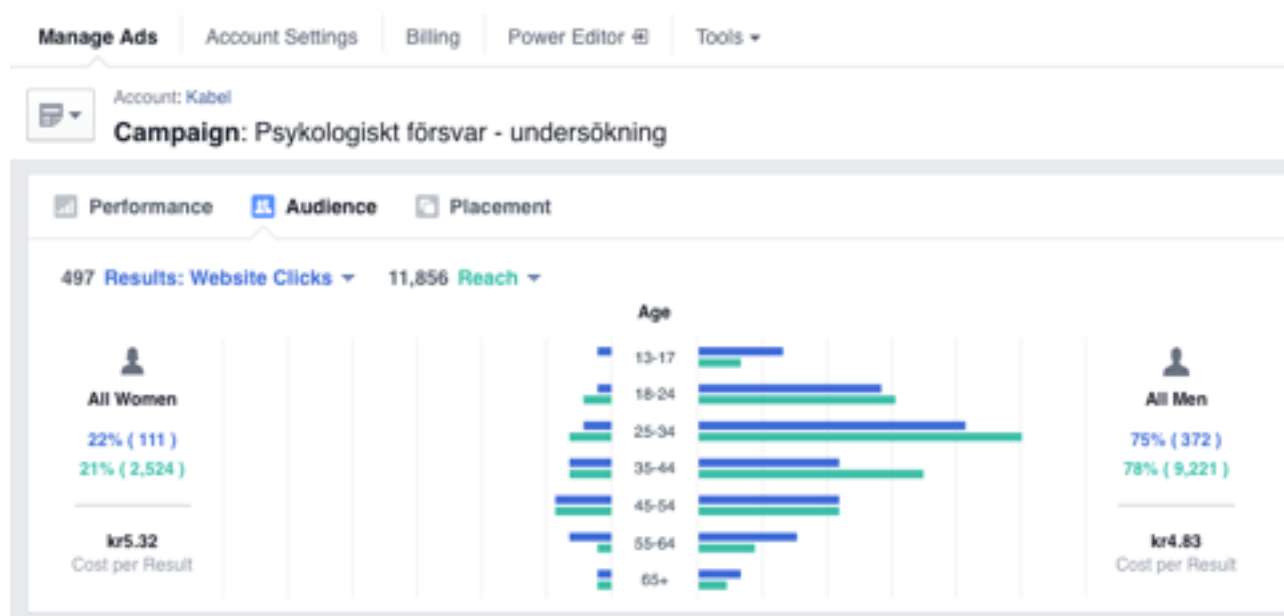 Manage Ads Account Settings Billing Power Editor Tools
Account: Kabel
Campaign: Psykologiskt försvar - undersökning
Performance Audience Placement
497 Results: Website Clicks 11,856 Reach
Age
13-17
18-24
25-34
35-44
45-54
55-64
65+
All Women
22% ( 111 )
21% ( 2,524 )
kr5.32
Cost per Result
All Men
75% ( 372 )
78% ( 9,221 )
kr4.83
Cost per Result